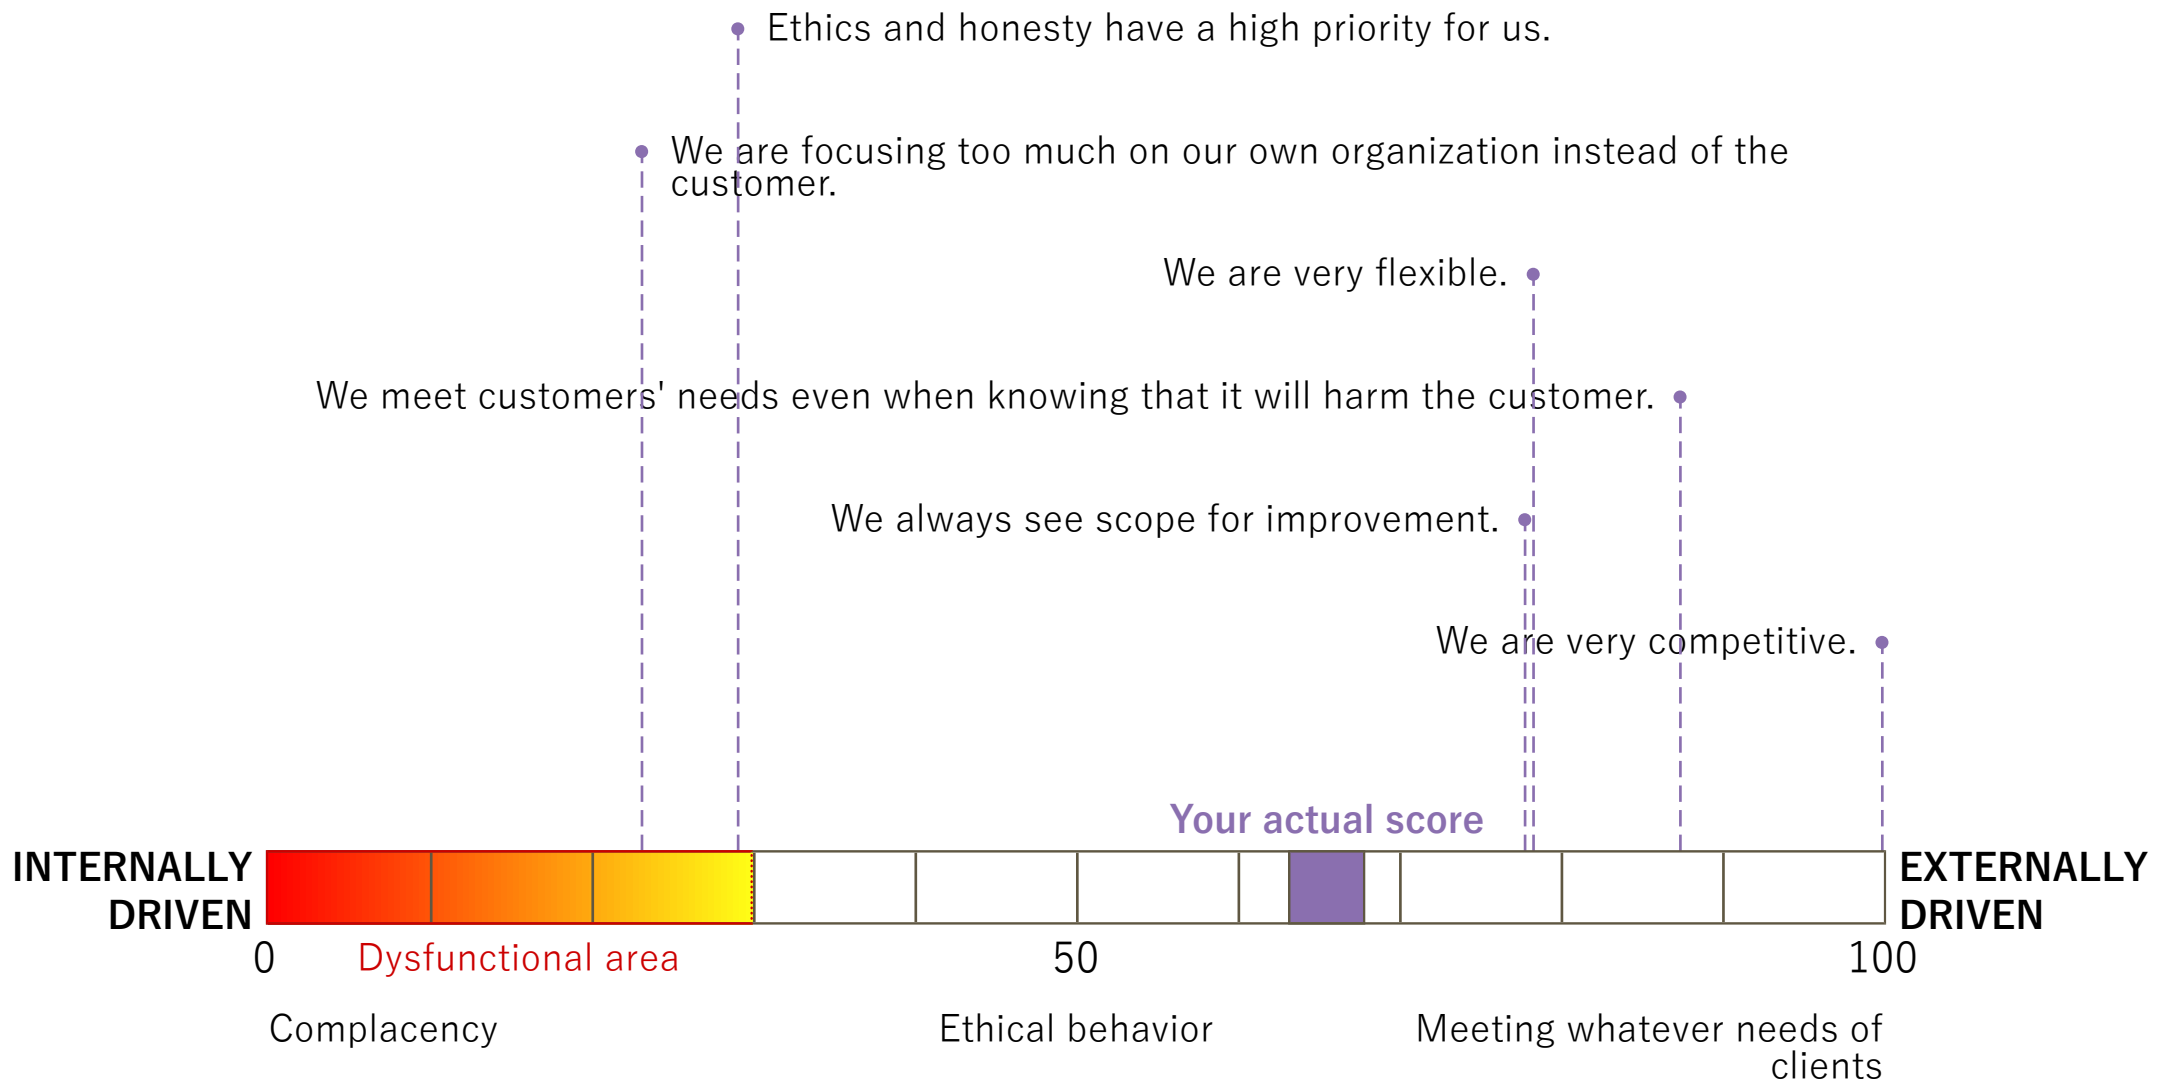 Ethics and honesty have a high priority for us.
We are focusing too much on our own organization instead of the
customer.
We are very flexible.
We meet customers' needs even when knowing that it will harm the customer.
We always see scope for improvement.
We are very competitive.
Your actual score
INTERNALLY
DRIVEN
EXTERNALLY
DRIVEN
0
Dysfunctional area
50
100
Complacency
Ethical behavior
Meeting whatever needs of
clients